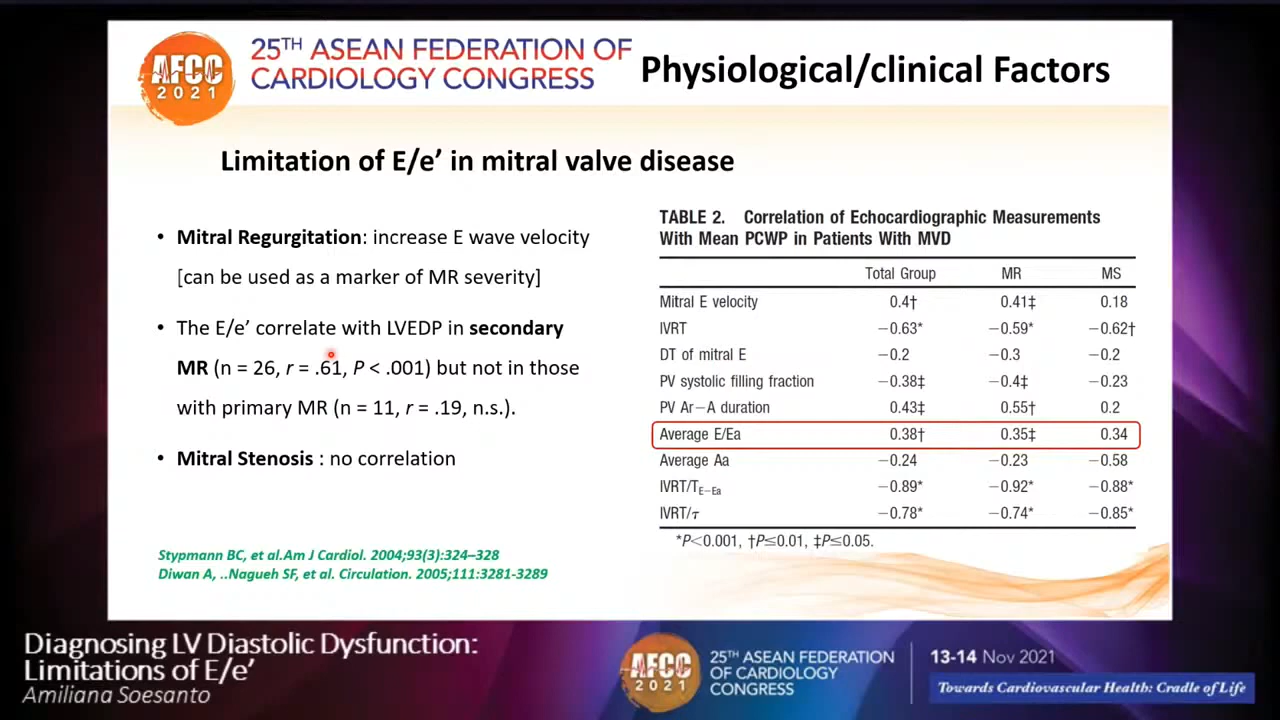 AFCC
2021
25TH ASEAN FEDERATION OF
CARDIOLOGY CONGRESS
Physiological/clinical Factors
Limitation of E/e’ in mitral valve disease
• Mitral Regurgitation: increase E wave velocity
[can be used as a marker of MR severity]
• The E/e’ correlate with LVEDP in secondary
MR (n = 26, r = .61, P < .001) but not in those
with primary MR (n = 11, r = .19, n.s.).
• Mitral Stenosis : no correlation
Stypmann BC, et al.Am J Cardiol. 2004;93(3):324–328
Diwan A, ..Nagueh SF, et al. Circulation. 2005;111:3281-3289
TABLE 2. Correlation of Echocardiographic Measurements
With Mean PCWP in Patients With MVD
Total Group MR MS
Mitral E velocity 0.4† 0.41‡ 0.18
IVRT −0.63* −0.59* −0.62†
DT of mitral E −0.2 −0.3 −0.2
PV systolic filling fraction −0.38‡ −0.4‡ −0.23
PV Ar−A duration 0.43‡ 0.55† 0.2
Average E/Ea 0.38† 0.35‡ 0.34
Average Aa −0.24 −0.23 −0.58
IVRT/TE−Ea −0.89* −0.92* −0.88*
IVRT/τ −0.78* −0.74* −0.85*
*P<0.001, †P≤0.01, ‡P≤0.05.
Diagnosing LV Diastolic Dysfunction:
Limitations of E/e’
Amiliana Soesanto
AFCC
2021
25TH ASEAN FEDERATION
OF CARDIOLOGY
CONGRESS
13-14 Nov 2021
Towards Cardiovascular Health: Cradle of Life